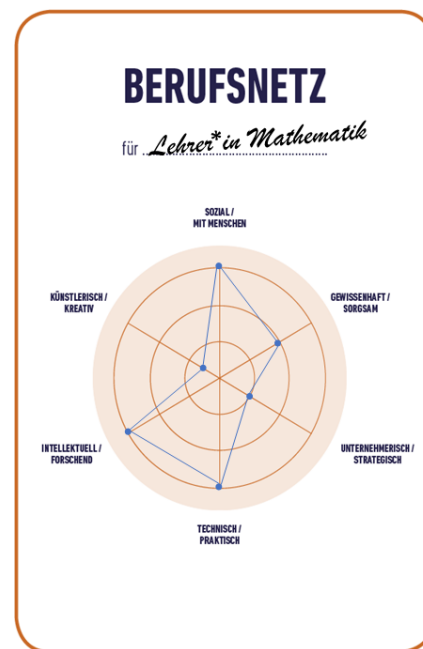 BERUFSNETZ
für Lehrer*in Mathematik
SOZIAL /
MIT MENSCHEN
KÜNSTLERISCH /
KREATIV
GEWISSENHAFT /
SORGSAM
INTELLEKTUELL /
FORSCHEND
UNTERNEHMERISCH /
STRATEGISCH
TECHNISCH /
PRAKTISCH